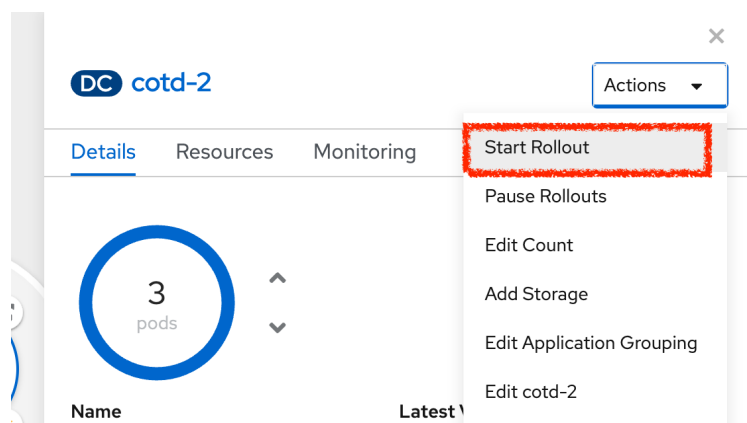 DC cotd-2
Actions
Details Resources Monitoring
Start Rollout
Pause Rollouts
Edit Count
Add Storage
Edit Application Grouping
Edit cotd-2
3
pods
Name
Latest